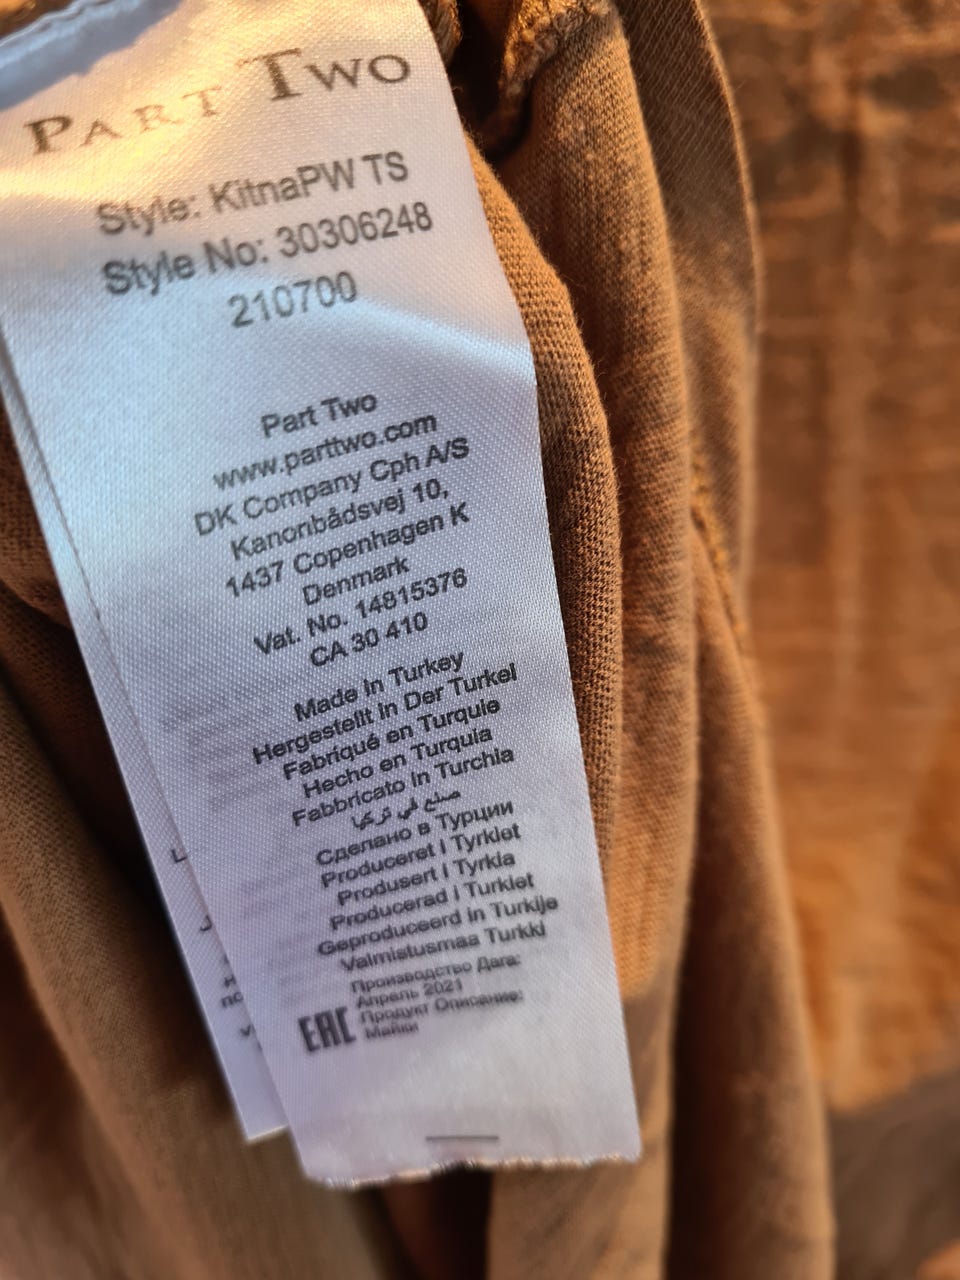 PART TWO
Style: KitnaPW TS
Style No: 30306248
210700
Part Two
www.parttwo.com
DK Company Cph A/S
Kanonbådsvej 10,
1437 Copenhagen K
Denmark
Vat. No. 14815376
CA 30 410
Made in Turkey
Hergestellt in Der Turkei
Fabriqué en Turquie
Hecho en Turquia
Fabbricato in Turchia
صلع في تركيا
Сделано в Турции
Produceret i Tyrkiet
Produsert i Tyrkia
Producerad i Turkiet
Geproduceerd in Turkije
Valmistusmaa Turkki
Производство Дата:
Апрель 2021
Продукт Описание:
EAC Майки